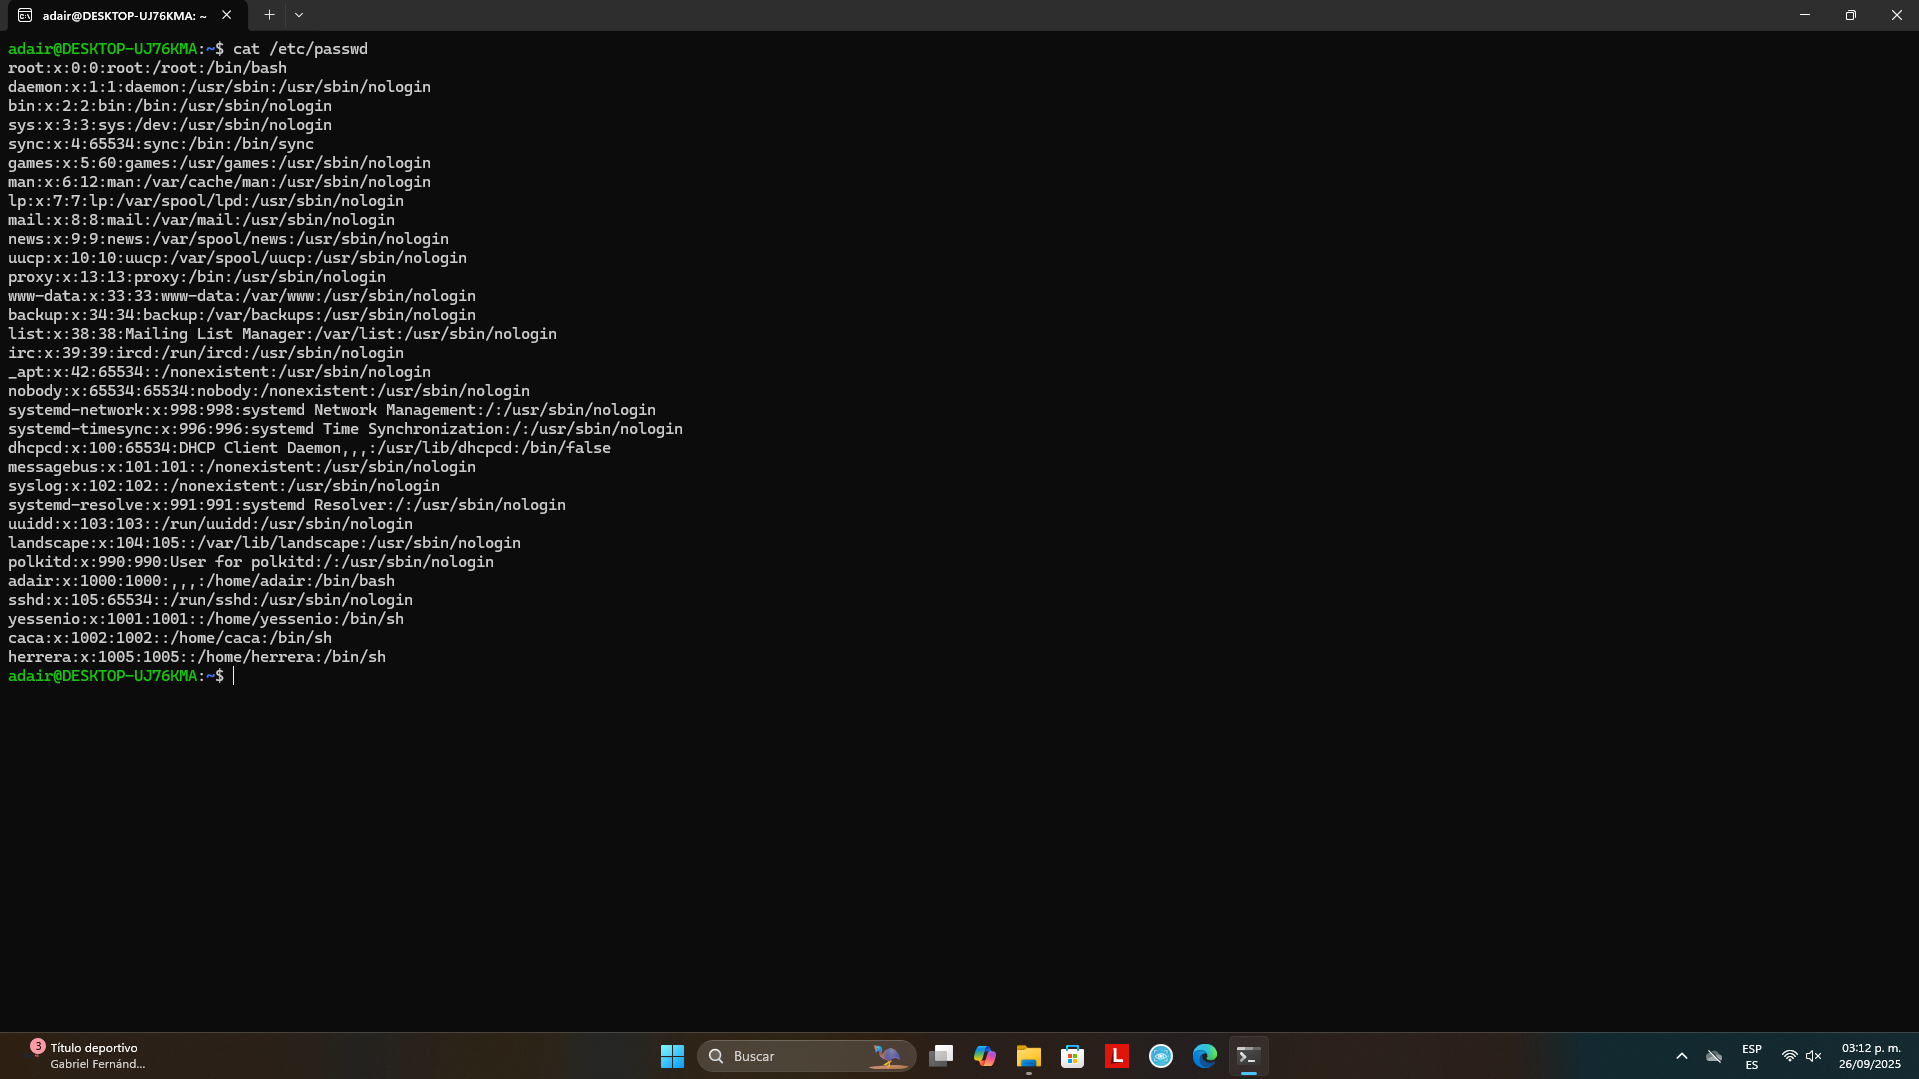 adair@DESKTOP-UJ76KMA: ~
adair@DESKTOP-UJ76KMA:~$ cat /etc/passwd
root:x:0:0:root:/root:/bin/bash
daemon:x:1:1:daemon:/usr/sbin:/usr/sbin/nologin
bin:x:2:2:bin:/bin:/usr/sbin/nologin
sys:x:3:3:sys:/dev:/usr/sbin/nologin
sync:x:4:65534:sync:/bin:/bin/sync
games:x:5:60:games:/usr/games:/usr/sbin/nologin
man:x:6:12:man:/var/cache/man:/usr/sbin/nologin
lp:x:7:7:lp:/var/spool/lpd:/usr/sbin/nologin
mail:x:8:8:mail:/var/mail:/usr/sbin/nologin
news:x:9:9:news:/var/spool/news:/usr/sbin/nologin
uucp:x:10:10:uucp:/var/spool/uucp:/usr/sbin/nologin
proxy:x:13:13:proxy:/bin:/usr/sbin/nologin
www-data:x:33:33:www-data:/var/www:/usr/sbin/nologin
backup:x:34:34:backup:/var/backups:/usr/sbin/nologin
list:x:38:38:Mailing List Manager:/var/list:/usr/sbin/nologin
irc:x:39:39:ircd:/run/ircd:/usr/sbin/nologin
_apt:x:42:65534::/nonexistent:/usr/sbin/nologin
nobody:x:65534:65534:nobody:/nonexistent:/usr/sbin/nologin
systemd-network:x:998:998:systemd Network Management:/:/usr/sbin/nologin
systemd-timesync:x:996:996:systemd Time Synchronization:/:/usr/sbin/nologin
dhcpcd:x:100:65534:DHCP Client Daemon,,,:/usr/lib/dhcpcd:/bin/false
messagebus:x:101:101::/nonexistent:/usr/sbin/nologin
syslog:x:102:102::/nonexistent:/usr/sbin/nologin
systemd-resolve:x:991:991:systemd Resolver:/:/usr/sbin/nologin
uuidd:x:103:103::/run/uuidd:/usr/sbin/nologin
landscape:x:104:105::/var/lib/landscape:/usr/sbin/nologin
polkitd:x:990:990:User for polkitd:/:/usr/sbin/nologin
adair:x:1000:1000:,,,:/home/adair:/bin/bash
sshd:x:105:65534::/run/sshd:/usr/sbin/nologin
yessenio:x:1001:1001::/home/yessenio:/bin/sh
caca:x:1002:1002::/home/caca:/bin/sh
herrera:x:1005:1005::/home/herrera:/bin/sh
adair@DESKTOP-UJ76KMA:~$
3
Título deportivo
Gabriel Fernánd...
Buscar
L
ESP
ES
03:12 p. m.
26/09/2025